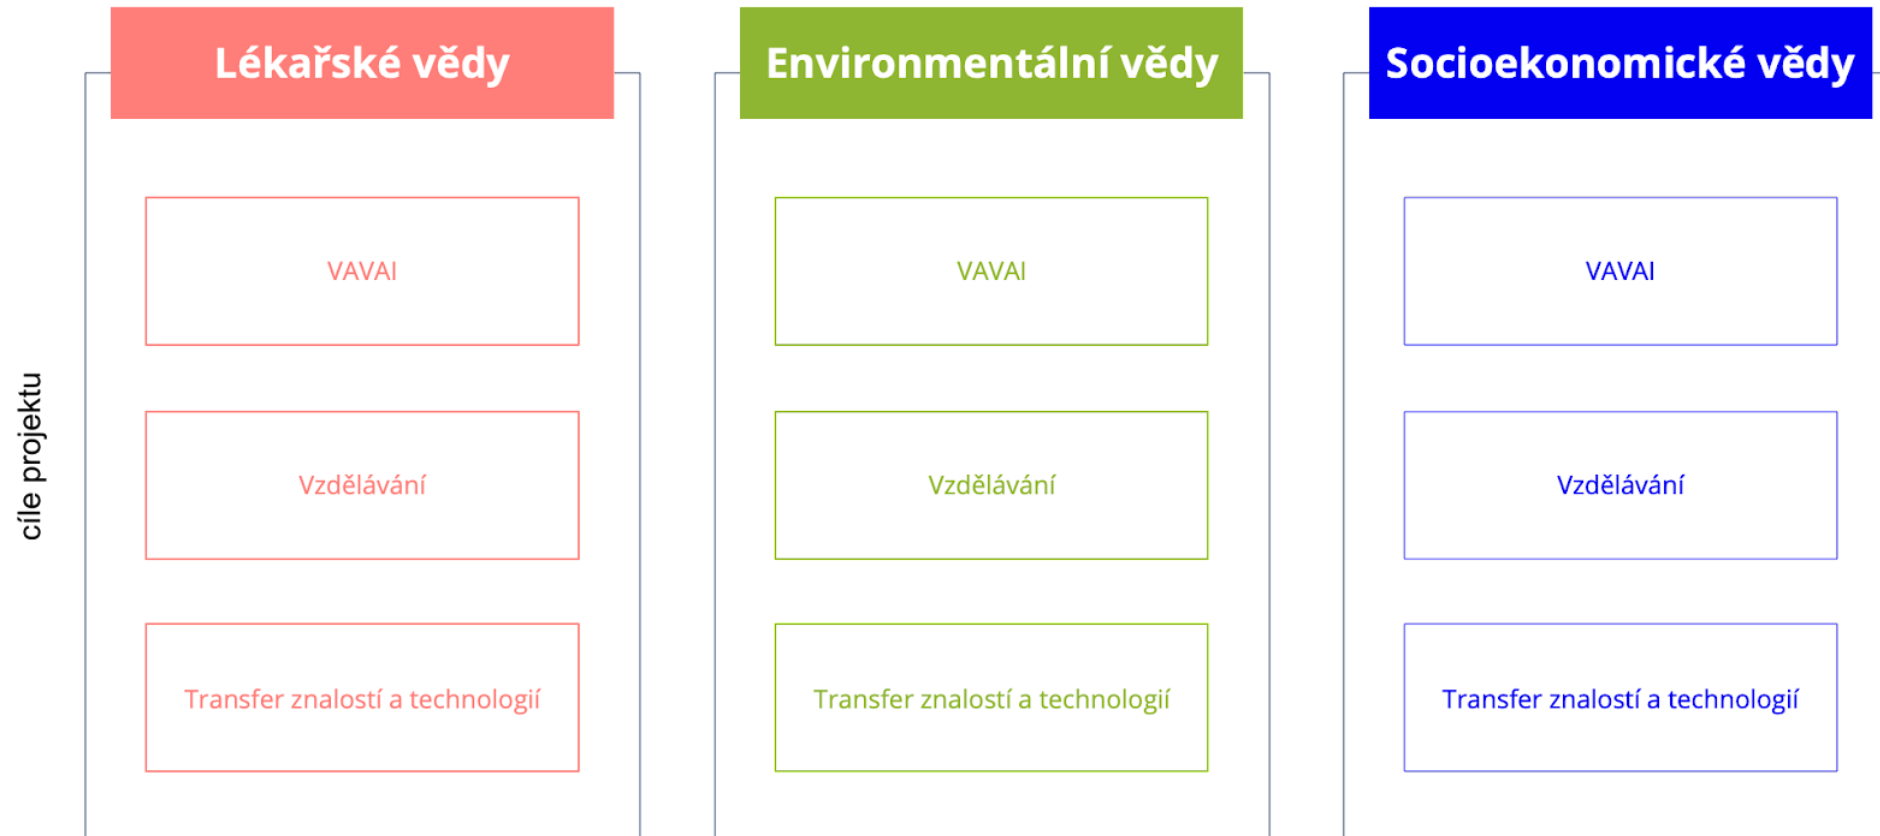 Lékařské vědy
Environmentální vědy
Socioekonomické vědy
cíle projektu
VAVAI
VAVAI
VAVAI
Vzdělávání
Vzdělávání
Vzdělávání
Transfer znalostí a technologií
Transfer znalostí a technologií
Transfer znalostí a technologií